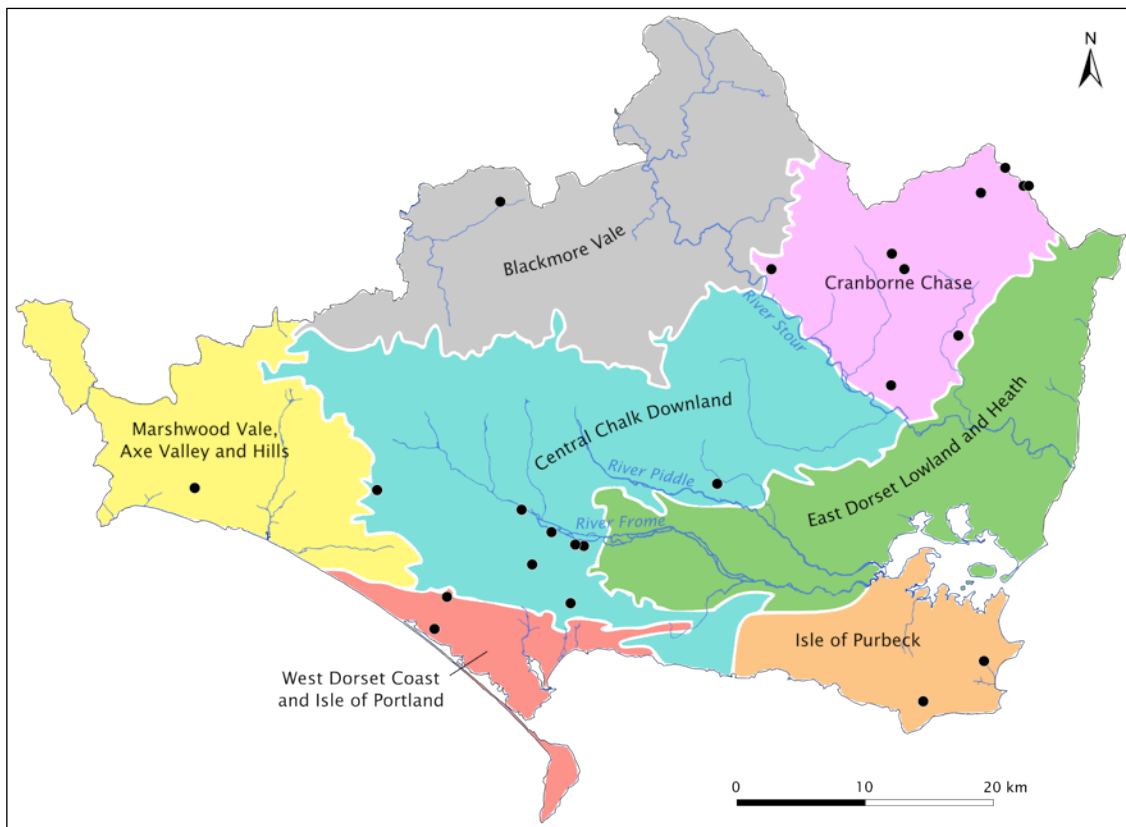 N
Blackmore Vale
Cranborne Chase
River Stour
Central Chalk Downland
Marshwood Vale,
Axe Valley and Hills
East Dorset Lowland and Heath
River Piddle
River Frome
Isle of Purbeck
West Dorset Coast
and Isle of Portland
0 10 20 km